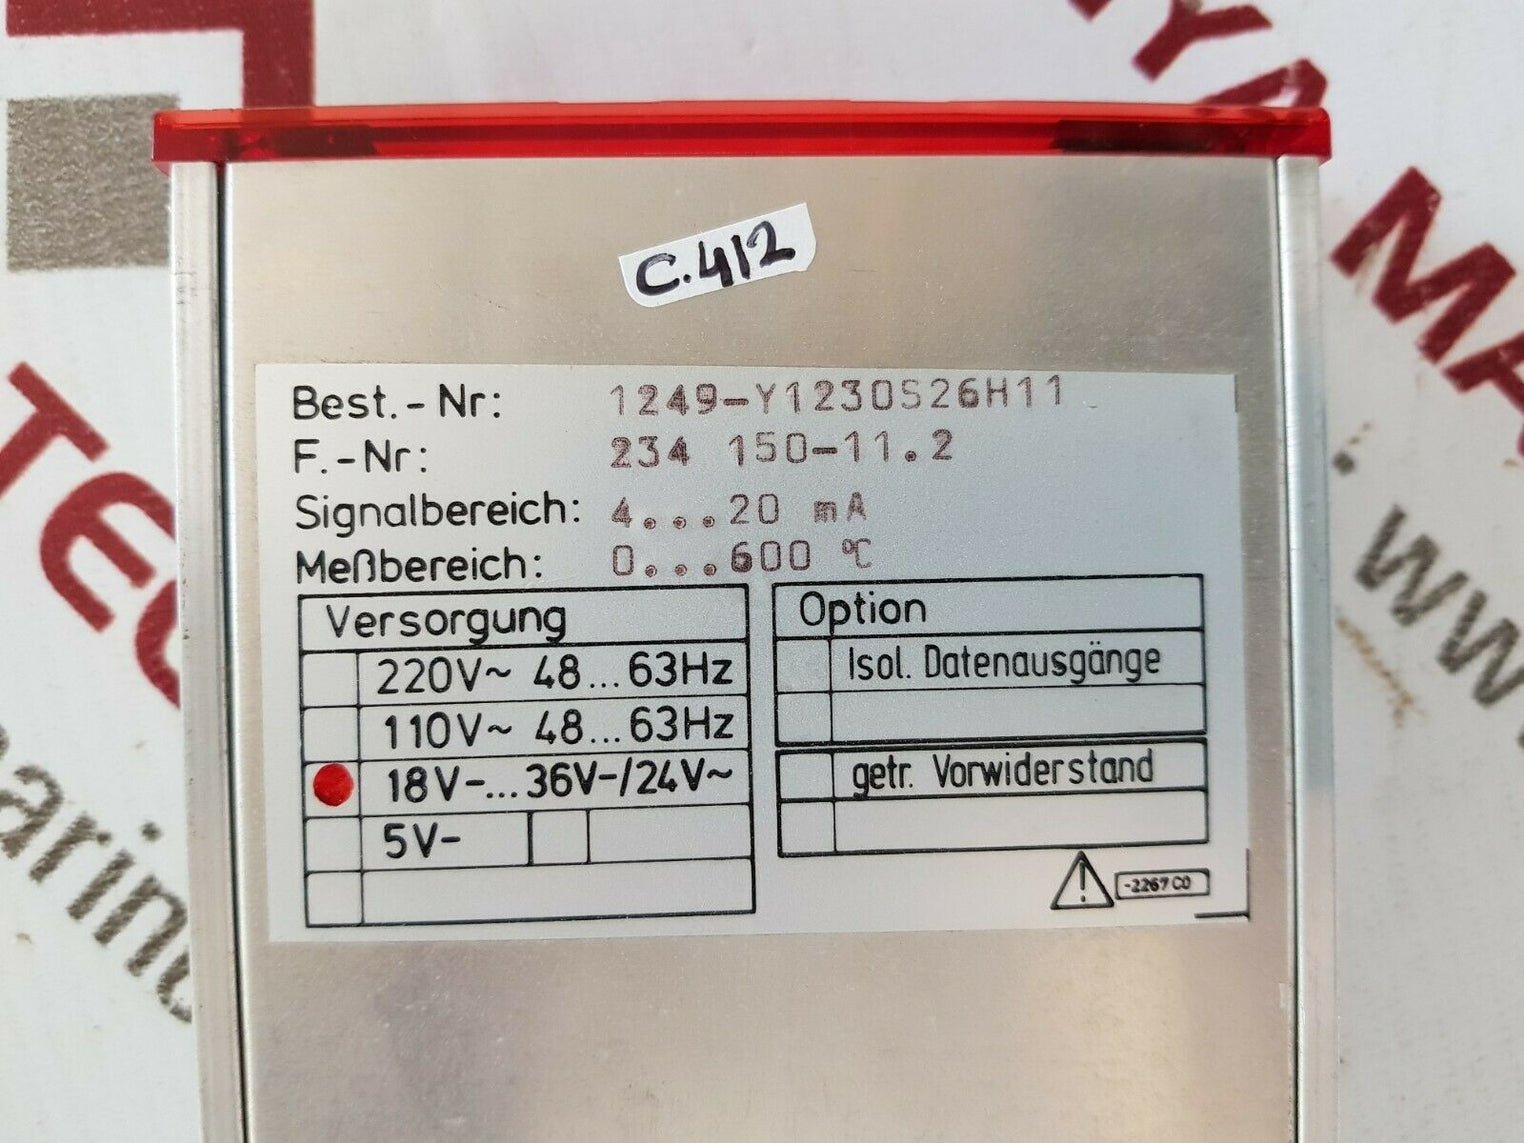 C.412
Best.-Nr: 1249-Y1230S26H11
F.-Nr: 234 150-11.2
Signalbereich: 4...20 mA
Meßbereich: 0...600 °C
Versorgung
220V~ 48...63Hz
110V~ 48...63Hz
18V-...36V-/24V~
5V-
Option
Isol. Datenausgänge
getr. Vorwiderstand
-2267 C0